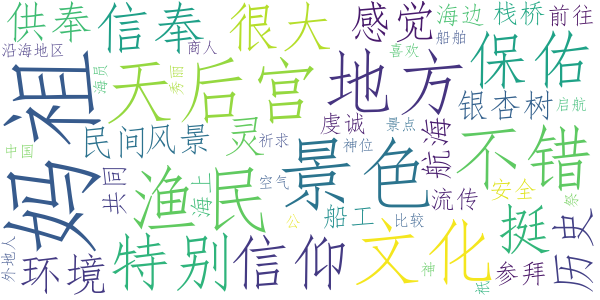 供奉
信奉
很大
感觉
海边
栈桥
前往
沿海地区
商人
喜欢
船舶
妈祖
海员
天后宫
秀丽
地方
保佑
银杏树
启航
民间
风景
灵
祈求
虔诚
神位
航海
景点
中国
共同
渔民
海上
空气
景色
不错
流传
安全
祭
外地人
环境
特别
信仰
公
船工
比较
文化
神
挺
参拜
历史